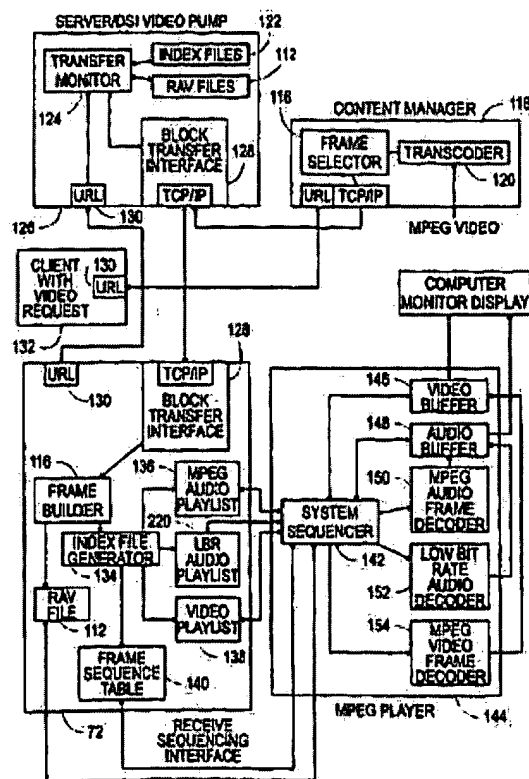 SERVER/DSI VIDEO PUMP
122
TRANSFER
MONITOR
INDEX FILES
112
RAV FILES
124
BLOCK
TRANSFER
INTERFACE
128
URL
TCP/IP
126
130
CONTENT MANAGER
116
118
FRAME
SELECTOR
TRANSCODER
120
URL
TCP/IP
MPEG VIDEO
CLIENT
WITH
VIDEO
REQUEST
130
URL
132
COMPUTER
MONITOR DISPLAY
128
URL
TCP/IP
130
BLOCK
TRANSFER
INTERFACE
116
136
FRAME
BUILDER
MPEG
AUDIO
PLAYLIST
220
INDEX FILE
GENERATOR
134
LBR
AUDIO
PLAYLIST
RAV
FILE
112
VIDEO
PLAYLIST
138
FRAME
SEQUENCE
TABLE
140
72
RECEIVE
SEQUENCING
INTERFACE
SYSTEM
SEQUENCER
142
146
VIDEO
BUFFER
148
AUDIO
BUFFER
150
MPEG
AUDIO
FRAME
DECODER
LOW BIT
RATE
AUDIO
DECODER
152
154
MPEG
VIDEO
FRAME
DECODER
MPEG PLAYER
144